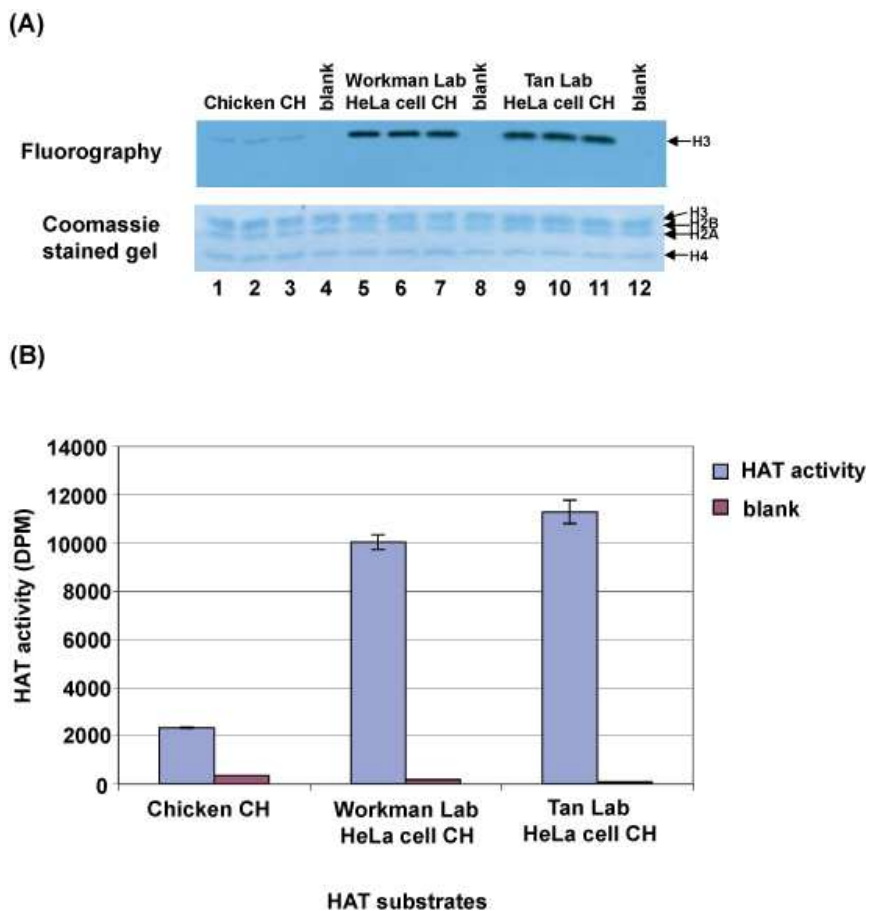 (A)
blank
Workman Lab
blank
Tan Lab
blank
Chicken CH
HeLa cell CH
HeLa cell CH
Fluorography
H3
Coomassie
stained gel
H3
H2B
H2A
H4
1 2 3 4 5 6 7 8 9 10 11 12
(B)
14000
12000
10000
8000
6000
4000
2000
0
HAT activity (DPM)
HAT activity
blank
Chicken CH
Workman Lab
HeLa cell CH
Tan Lab
HeLa cell CH
HAT substrates